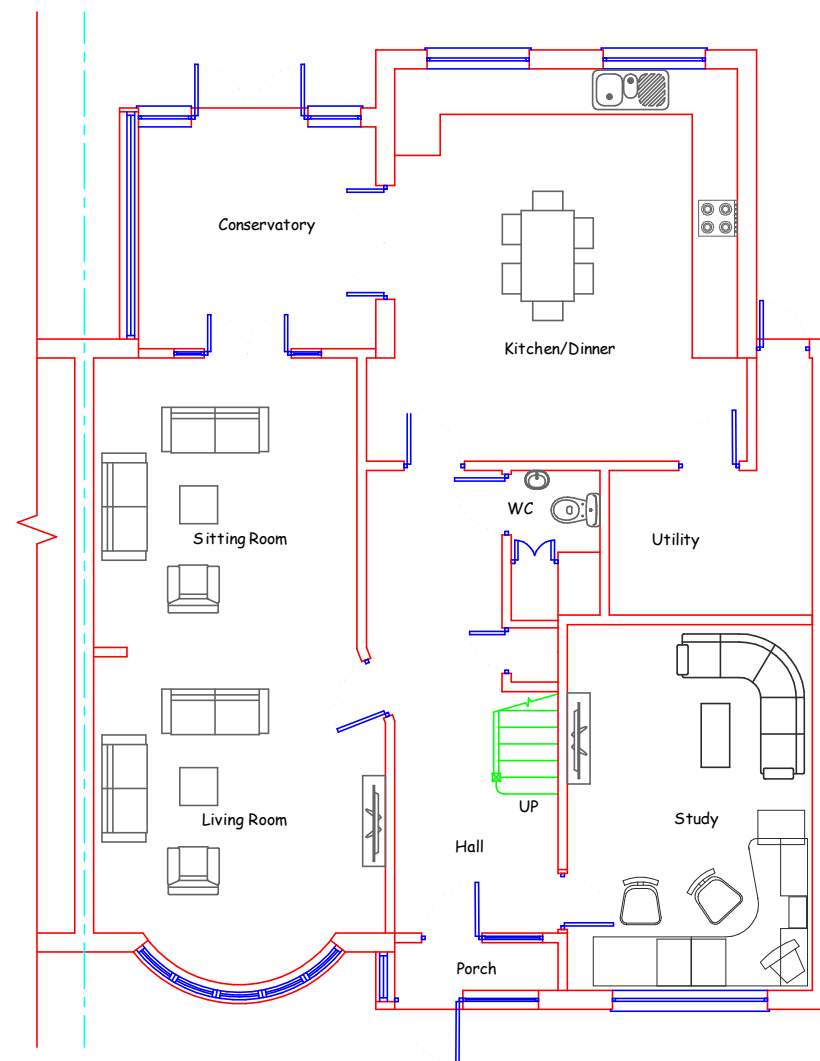 Conservatory
Kitchen/Dinner
WC
Sitting Room
Utility
UP
Living Room
Study
Hall
Porch